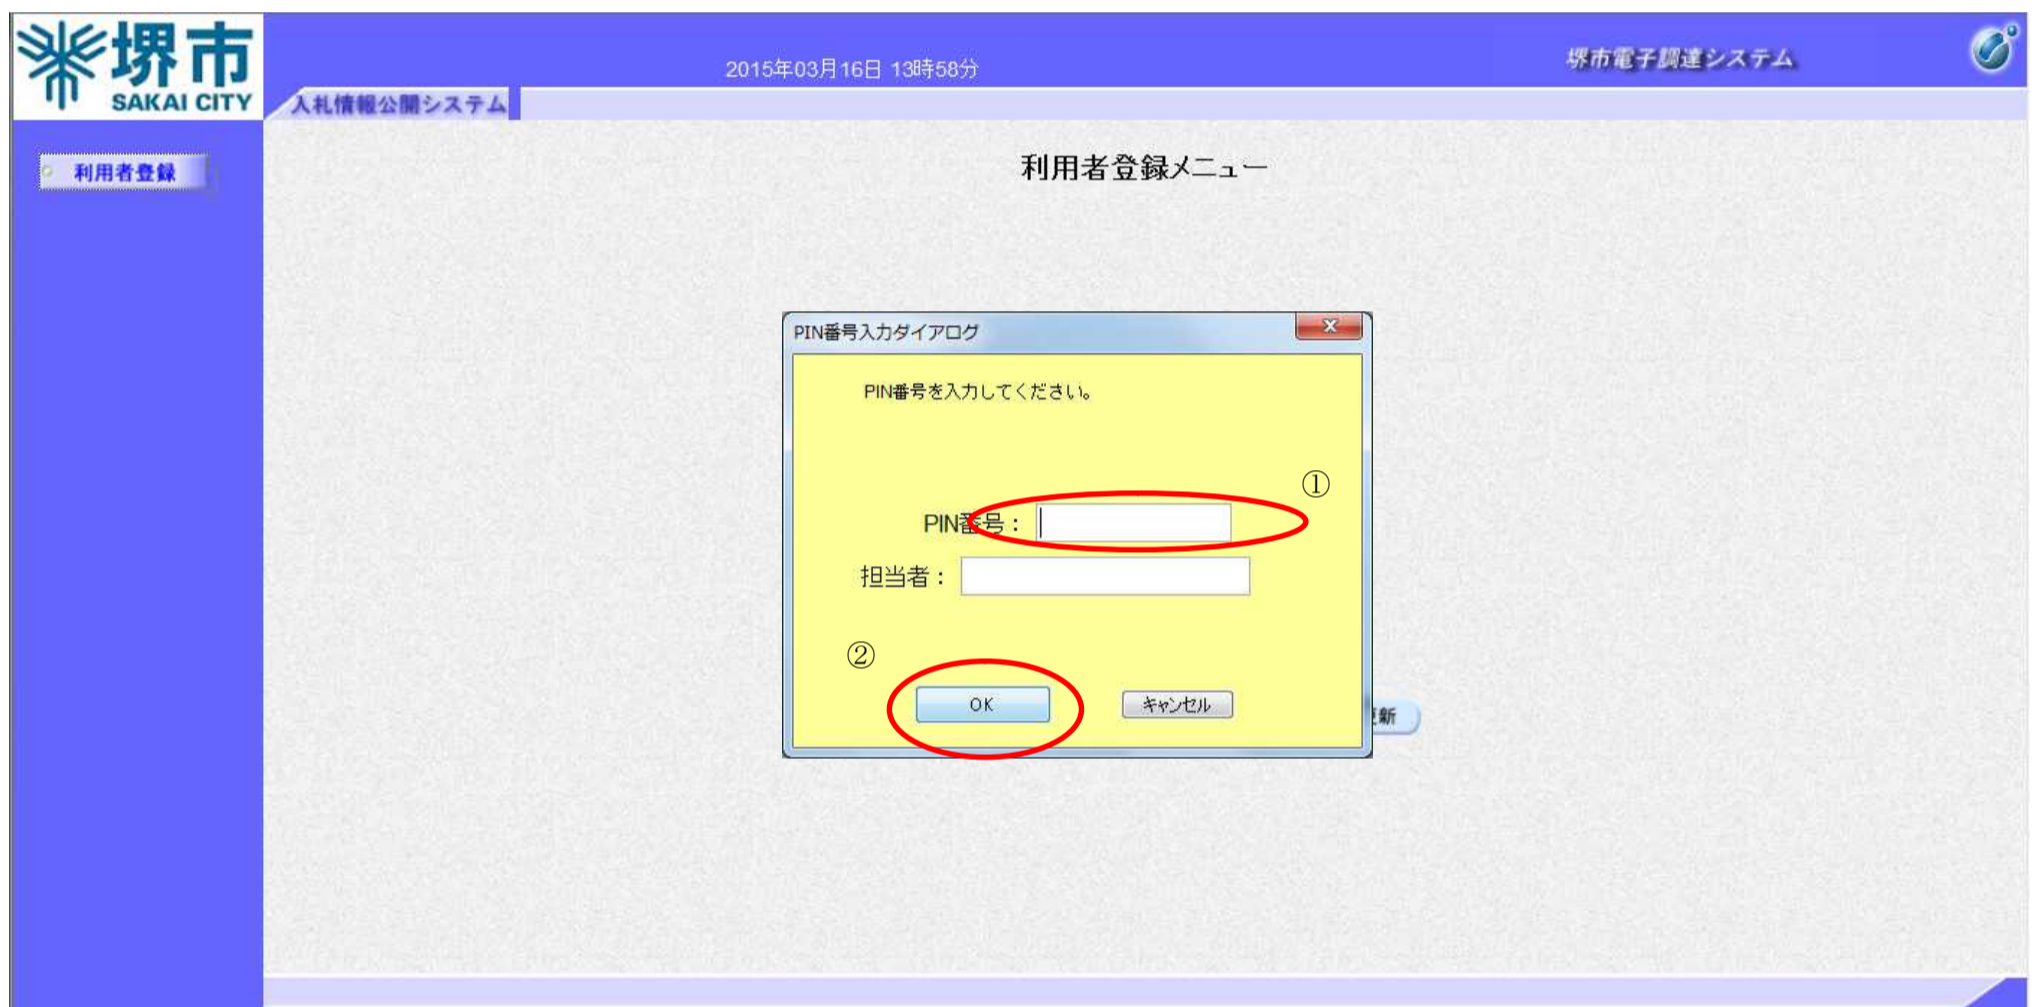 堺市
SAKAI CITY
2015年03月16日 13時58分
堺市電子調達システム
入札情報公開システム
利用者登録
利用者登録メニュー
PIN番号入力ダイアログ
PIN番号を入力してください。
①
PIN番号：
担当者：
②
OK
キャンセル
新